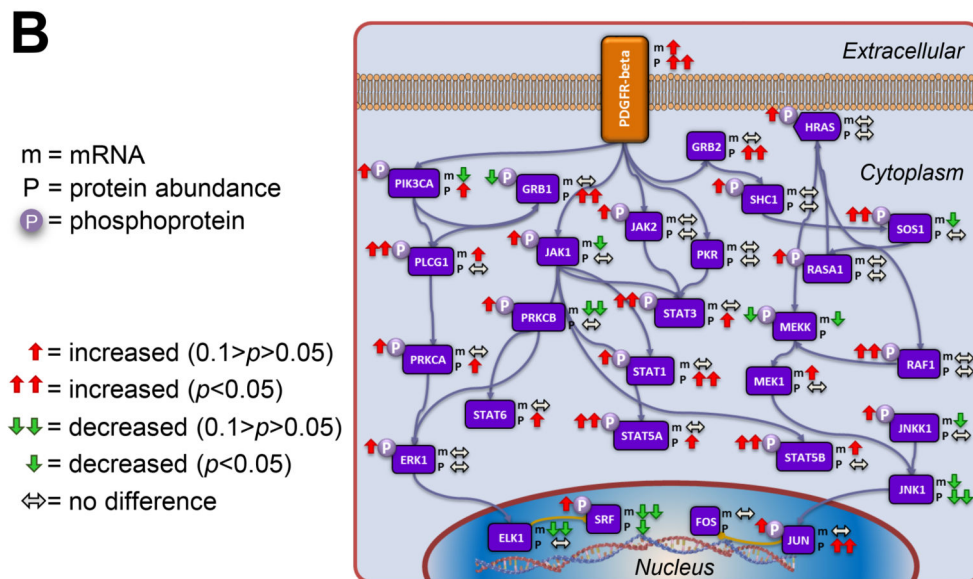 B
m = mRNA
P = protein abundance
P = phosphoprotein
= increased (0.1>p>0.05)
= increased (p<0.05)
= decreased (0.1>p>0.05)
= decreased (p<0.05)
= no difference
Extracellular
Cytoplasm
PDGFR-beta
m
P
P
HRAS
m
P
GRB2
m
P
P
PIK3CA
m
P
P
GRB1
m
P
P
SHC1
m
P
P
SOS1
m
P
P
JAK2
m
P
P
JAK1
m
P
PKR
m
P
P
PLCG1
m
P
P
RASA1
m
P
P
PRKCB
m
P
P
STAT3
m
P
P
MEKK
m
P
P
PRKCA
m
P
P
STAT1
m
P
MEK1
m
P
P
RAF1
m
P
STAT6
m
P
P
STAT5A
m
P
P
STAT5B
m
P
P
JNKK1
m
P
P
ERK1
m
P
JNK1
m
P
ELK1
m
P
P
SRF
m
P
FOS
m
P
P
JUN
m
P
Nucleus